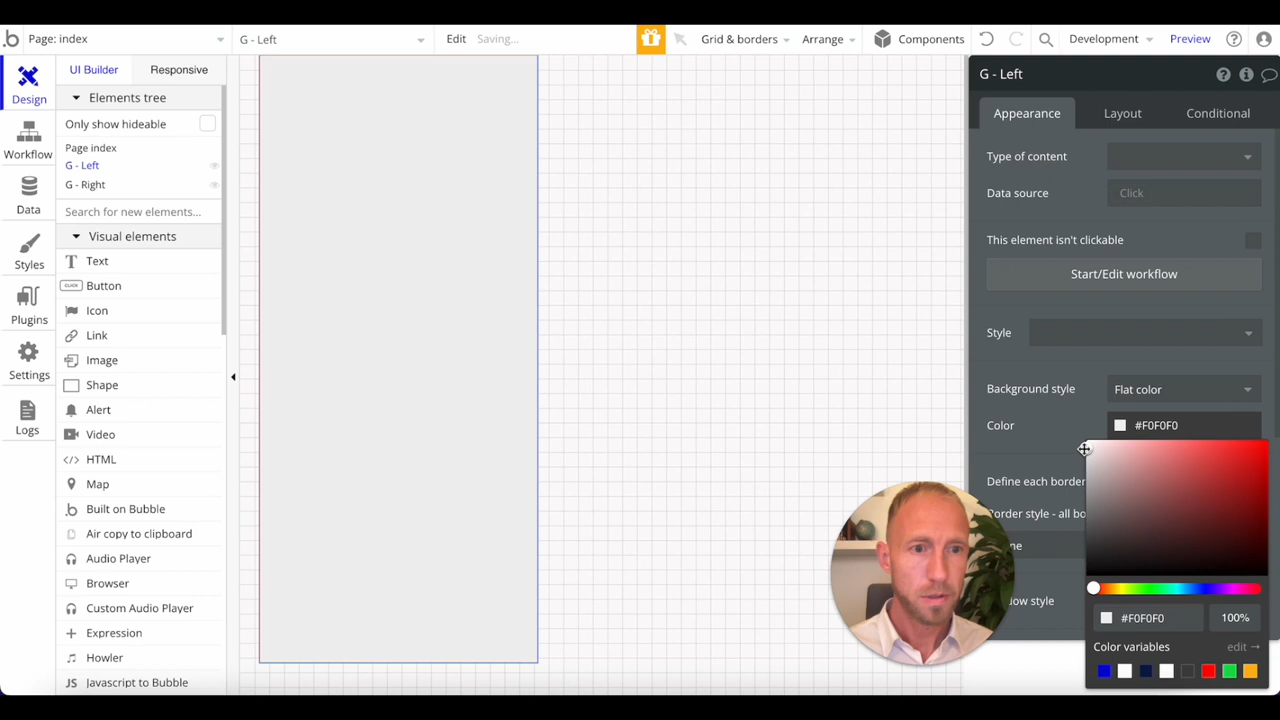 Page: index
G - Left
Edit
Saving...
Grid & borders
Arrange
Components
Development
Preview
Design
Workflow
Data
Styles
Plugins
Settings
Logs
UI Builder
Responsive
Elements tree
Only show hideable
Page index
G - Left
G - Right
Search for new elements...
Visual elements
Text
CLICK Button
Icon
Link
Image
Shape
Alert
Video
</> HTML
Map
Built on Bubble
Air copy to clipboard
Audio Player
Browser
Custom Audio Player
Expression
Howler
JS Javascript to Bubble
G - Left
Appearance
Layout
Conditional
Type of content
Data source
Click
This element isn't clickable
Start/Edit workflow
Style
Background style
Flat color
Color
#F0F0F0
Define each border
Border style - all bo
ne
ow style
#F0F0F0
100%
Color variables
edit →